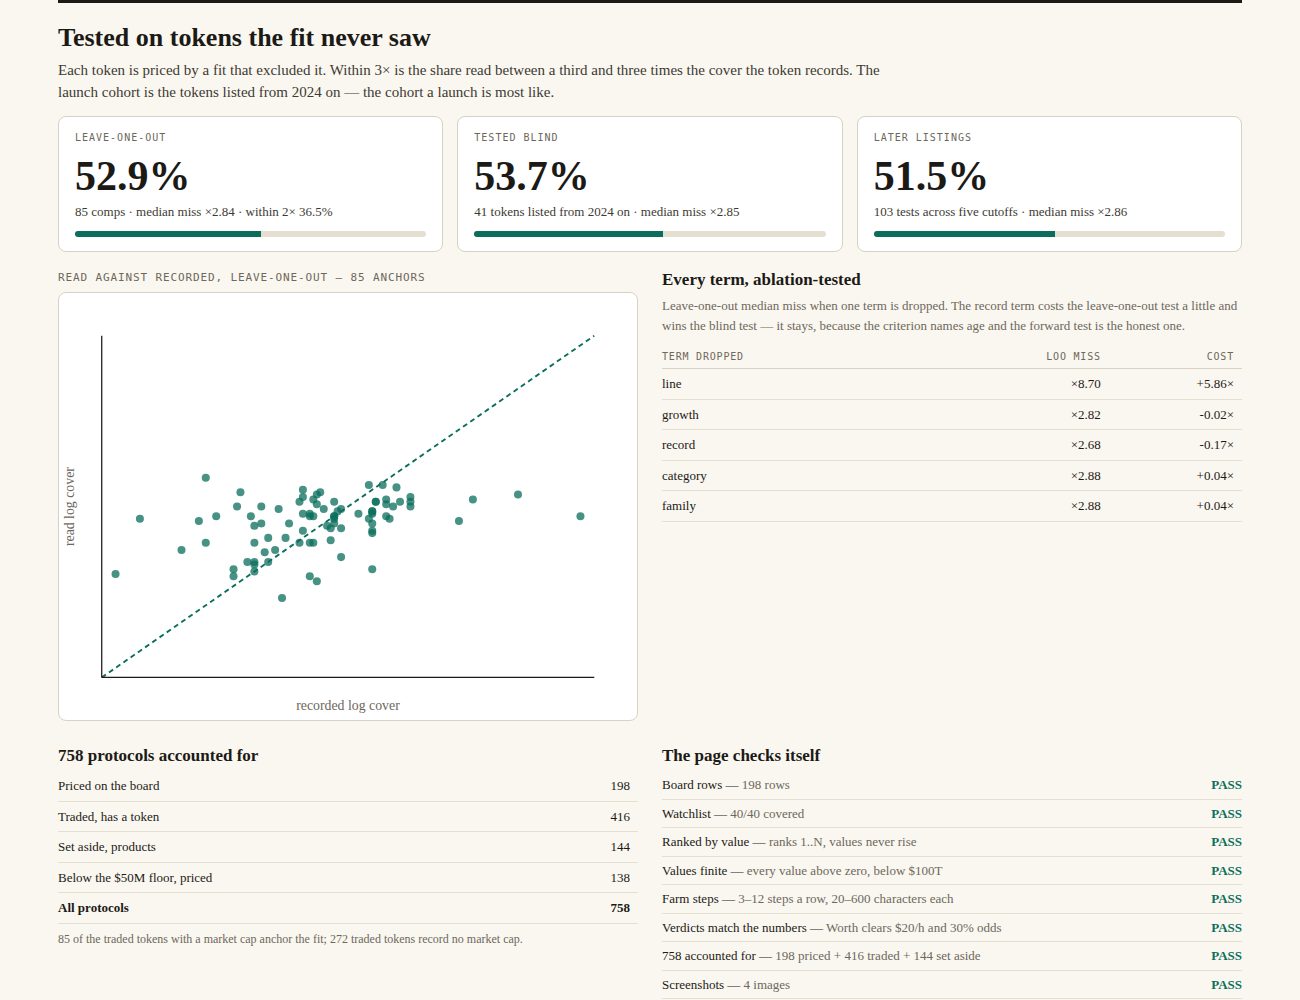 Tested on tokens the fit never saw
Each token is priced by a fit that excluded it. Within 3× is the share read between a third and three times the cover the token records. The
launch cohort is the tokens listed from 2024 on — the cohort a launch is most like.
LEAVE-ONE-OUT
52.9%
85 comps · median miss ×2.84 · within 2× 36.5%
TESTED BLIND
53.7%
41 tokens listed from 2024 on · median miss ×2.85
LATER LISTINGS
51.5%
103 tests across five cutoffs · median miss ×2.86
READ AGAINST RECORDED, LEAVE-ONE-OUT — 85 ANCHORS
read log cover
recorded log cover
Every term, ablation-tested
Leave-one-out median miss when one term is dropped. The record term costs the leave-one-out test a little and
wins the blind test — it stays, because the criterion names age and the forward test is the honest one.
TERM DROPPED LOO MISS COST
line ×8.70 +5.86×
growth ×2.82 -0.02×
record ×2.68 -0.17×
category ×2.88 +0.04×
family ×2.88 +0.04×
758 protocols accounted for
Priced on the board 198
Traded, has a token 416
Set aside, products 144
Below the $50M floor, priced 138
All protocols 758
85 of the traded tokens with a market cap anchor the fit; 272 traded tokens record no market cap.
The page checks itself
Board rows — 198 rows PASS
Watchlist — 40/40 covered PASS
Ranked by value — ranks 1..N, values never rise PASS
Values finite — every value above zero, below $100T PASS
Farm steps — 3–12 steps a row, 20–600 characters each PASS
Verdicts match the numbers — Worth clears $20/h and 30% odds PASS
758 accounted for — 198 priced + 416 traded + 144 set aside PASS
Screenshots — 4 images PASS